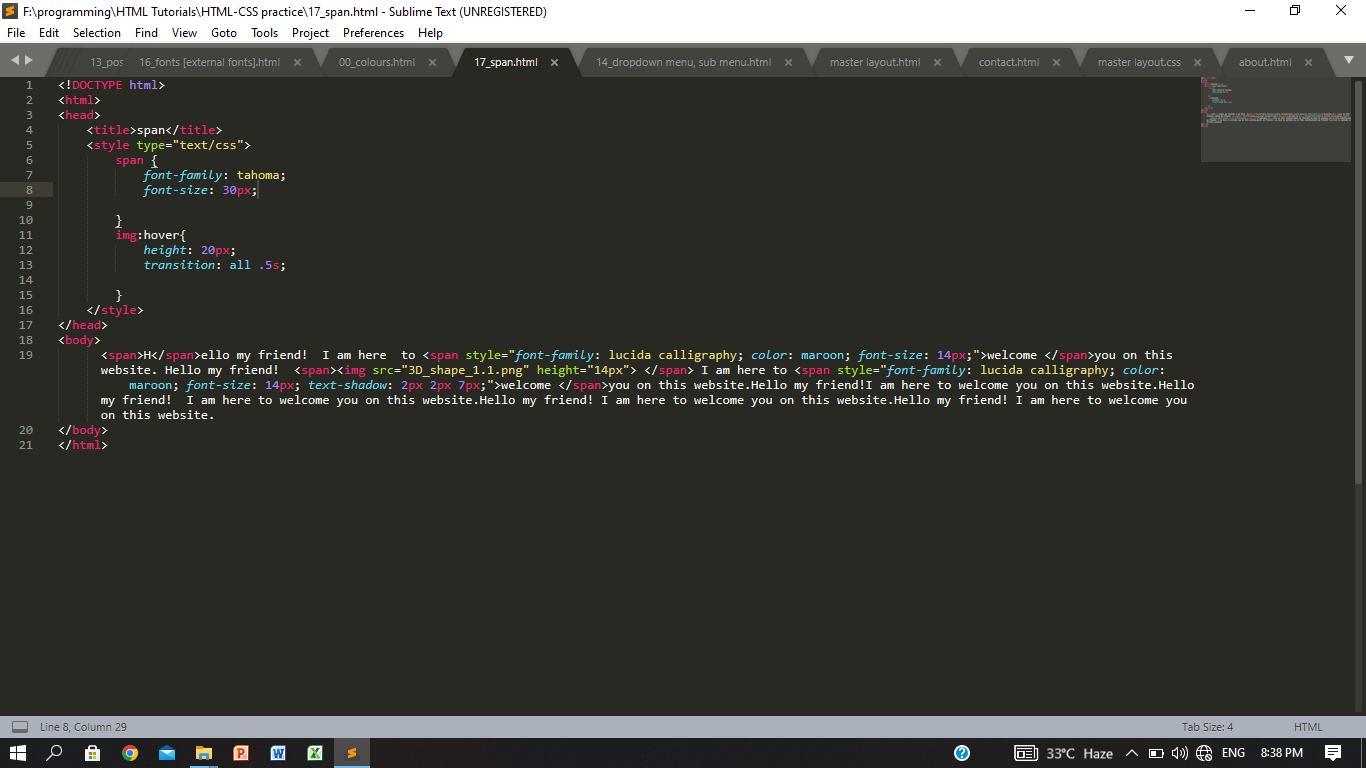 F:\programming\HTML Tutorials\HTML-CSS practice\17_span.html - Sublime Text (UNREGISTERED)
File Edit Selection Find View Goto Tools Project Preferences Help
13_pos 16_fonts [external fonts].html 00_colours.html 17_span.html 14_dropdown menu, sub menu.html master layout.html contact.html master layout.css about.html
1 <!DOCTYPE html>
2 <html>
3 <head>
4 <title>span</title>
5 <style type="text/css">
6 span {
7 font-family: tahoma;
8 font-size: 30px;
9
10 }
11 img:hover{
12 height: 20px;
13 transition: all .5s;
14
15 }
16 </style>
17 </head>
18 <body>
19 <span>H</span>ello my friend!  I am here  to <span style="font-family: lucida calligraphy; color: maroon; font-size: 14px;">welcome </span>you on this
website. Hello my friend!  <span><img src="3D_shape_1.1.png" height="14px"> </span> I am here to <span style="font-family: lucida calligraphy; color:
maroon; font-size: 14px; text-shadow: 2px 2px 7px;">welcome </span>you on this website.Hello my friend!I am here to welcome you on this website.Hello
my friend!  I am here to welcome you on this website.Hello my friend! I am here to welcome you on this website.Hello my friend! I am here to welcome you
on this website.
20 </body>
21 </html>
Line 8, Column 29 Tab Size: 4 HTML
33°C Haze ENG 8:38 PM